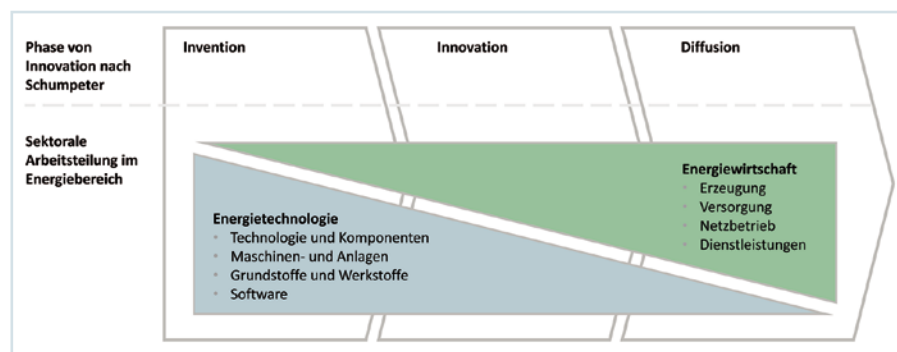 Phase von
Innovation nach
Schumpeter
Invention
Innovation
Diffusion
Sektorale
Arbeitsteilung im
Energiebereich
Energietechnologie
• Technologie und Komponenten
• Maschinen- und Anlagen
• Grundstoffe und Werkstoffe
• Software
Energiewirtschaft
• Erzeugung
• Versorgung
• Netzbetrieb
• Dienstleistungen